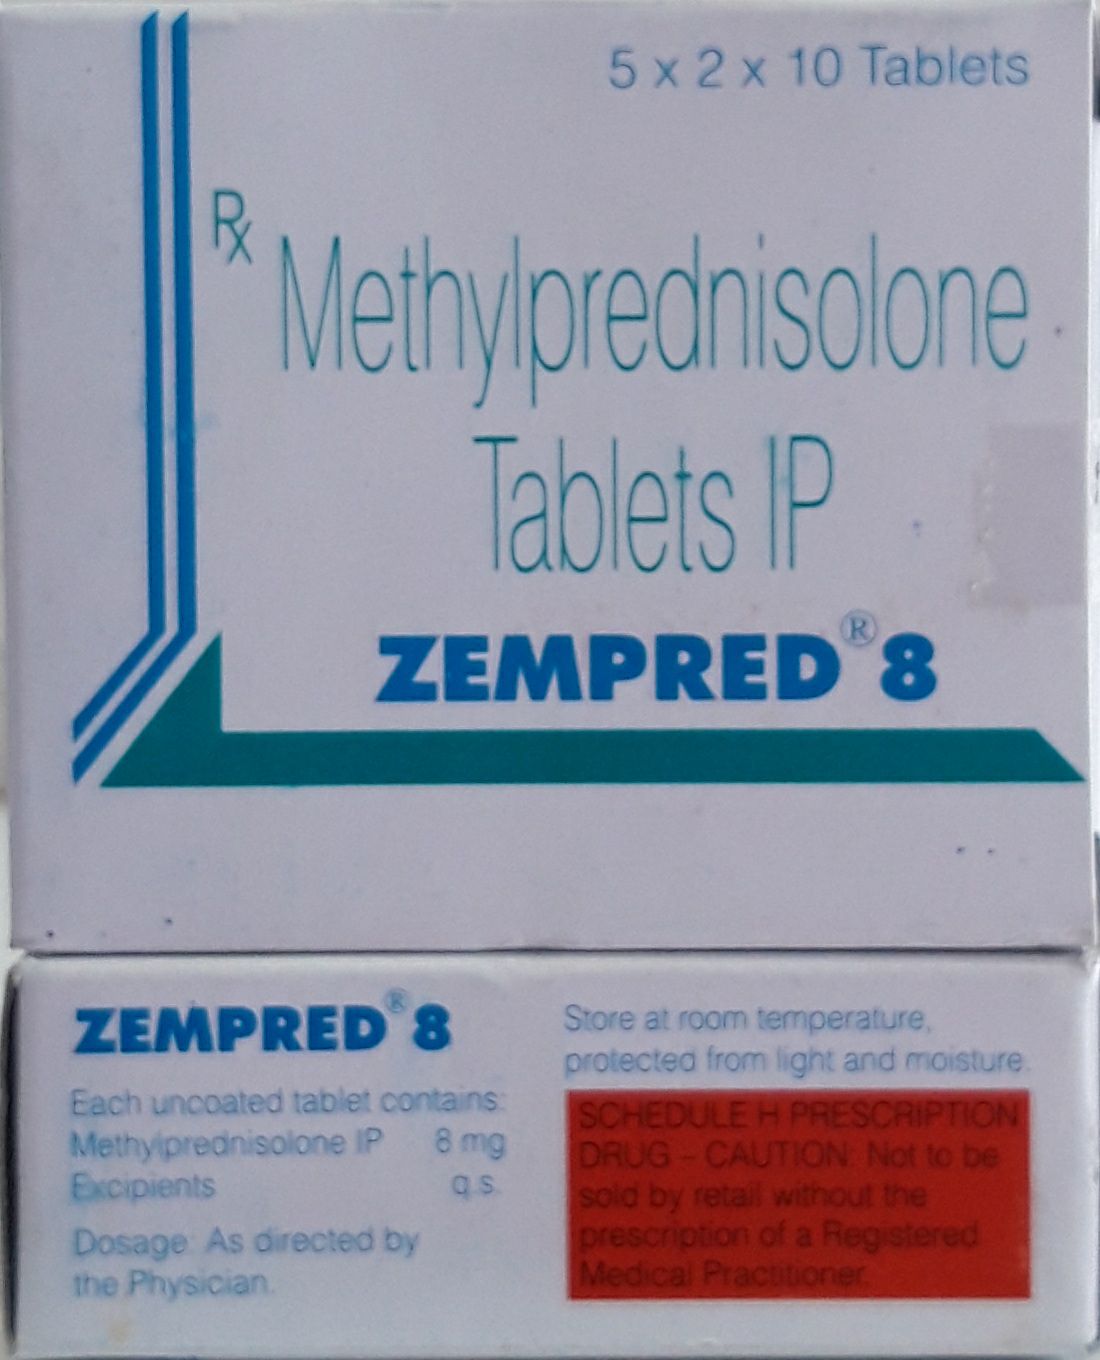 5 x 2 x 10 Tablets
Rx
Methylprednisolone
Tablets IP
ZEMPRED® 8
ZEMPRED® 8
Each uncoated tablet contains:
Methylprednisolone IP 8 mg
Excipients q.s.
Dosage: As directed by
the Physician.
Store at room temperature,
protected from light and moisture.
SCHEDULE H PRESCRIPTION
DRUG – CAUTION: Not to be
sold by retail without the
prescription of a Registered
Medical Practitioner.